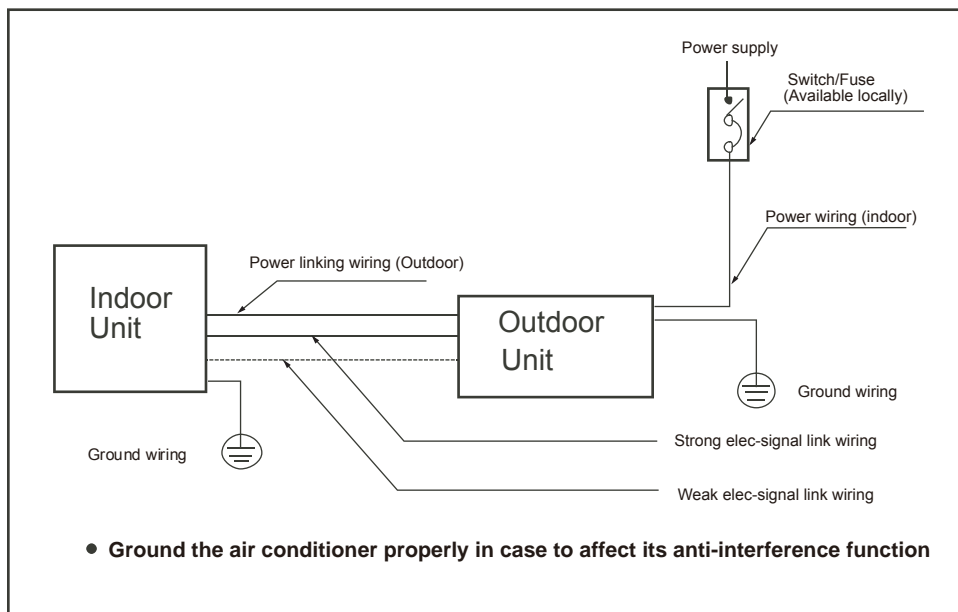 Power supply
Switch/Fuse
(Available locally)
Power wiring (indoor)
Power linking wiring (Outdoor)
Indoor
Unit
Outdoor
Unit
Ground wiring
Strong elec-signal link wiring
Ground wiring
Weak elec-signal link wiring
● Ground the air conditioner properly in case to affect its anti-interference function